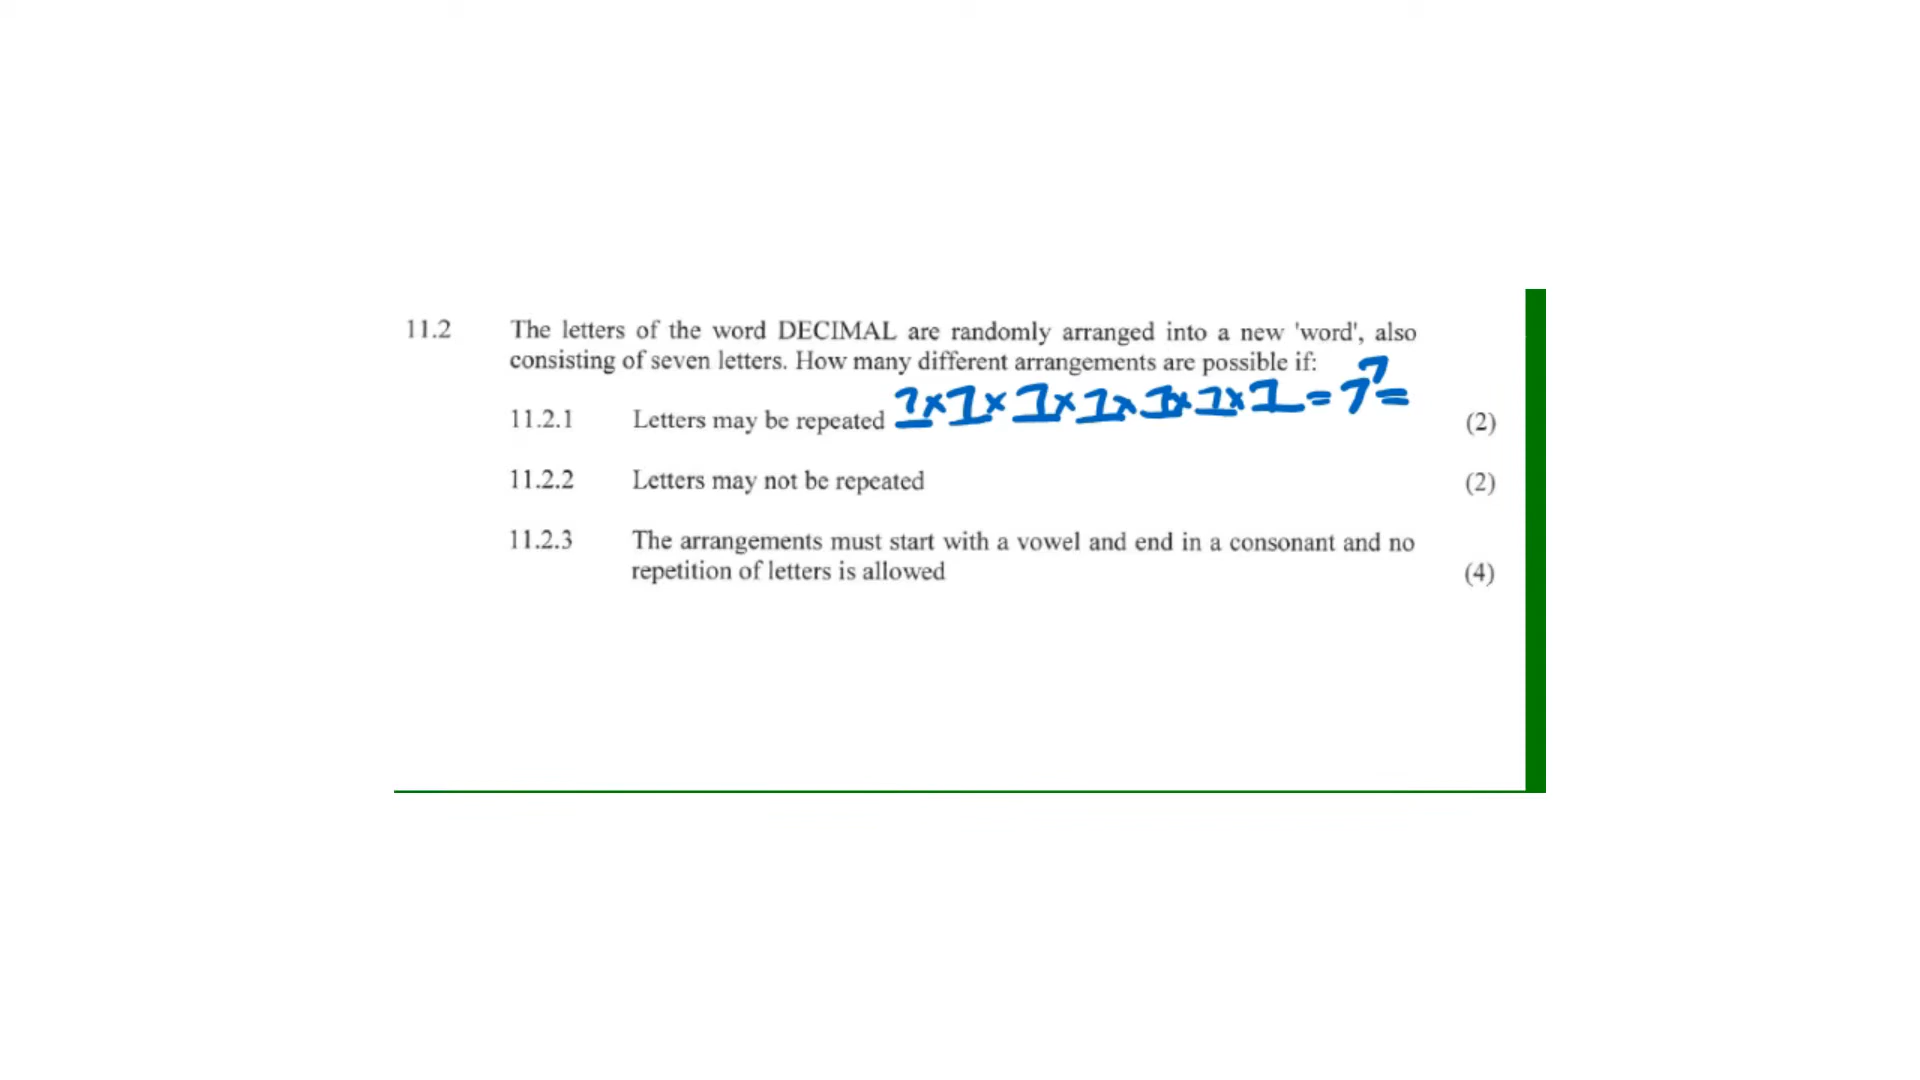 11.2 The letters of the word DECIMAL are randomly arranged into a new 'word', also
consisting of seven letters. How many different arrangements are possible if:
7×7×7×7×7×7×7=7⁷=
11.2.1 Letters may be repeated (2)
11.2.2 Letters may not be repeated (2)
11.2.3 The arrangements must start with a vowel and end in a consonant and no
repetition of letters is allowed (4)